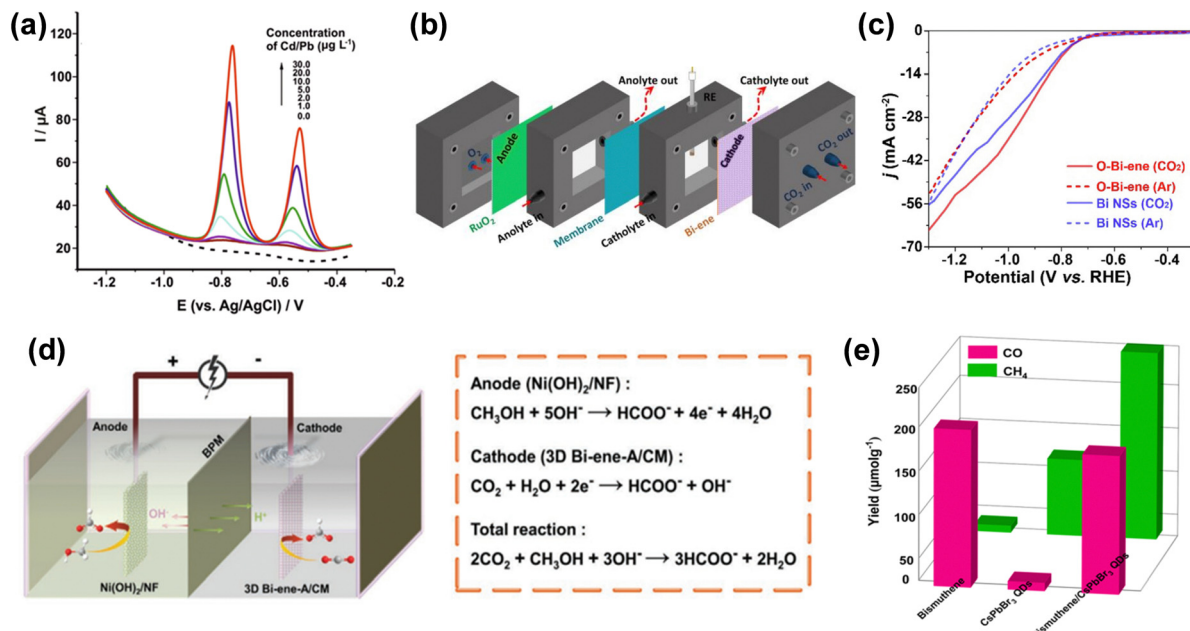 (a)
120
100
80
60
40
20
I / µA
Concentration
of Cd/Pb (µg L⁻¹)
30.0
20.0
10.0
5.0
2.0
1.0
0.0
-1.2
-1.0
-0.8
-0.6
-0.4
-0.2
E (vs. Ag/AgCl) / V
(b)
Anolyte out
Catholyte out
RE
O₂
Anode
Cathode
CO₂ out
CO₂ in
RuO₂
Anolyte in
Membrane
Catholyte in
Bi-ene
(c)
0
-14
-28
-42
-56
-70
j (mA cm⁻²)
O-Bi-ene (CO₂)
O-Bi-ene (Ar)
Bi NSs (CO₂)
Bi NSs (Ar)
-1.2
-1.0
-0.8
-0.6
-0.4
Potential (V vs. RHE)
(d)
+
-
Anode
BPM
Cathode
OH⁻
H⁺
Ni(OH)₂/NF
3D Bi-ene-A/CM
Anode (Ni(OH)₂/NF) :
CH₃OH + 5OH⁻ → HCOO⁻ + 4e⁻ + 4H₂O
Cathode (3D Bi-ene-A/CM) :
CO₂ + H₂O + 2e⁻ → HCOO⁻ + OH⁻
Total reaction :
2CO₂ + CH₃OH + 3OH⁻ → 3HCOO⁻ + 2H₂O
(e)
CO
CH₄
250
200
150
100
50
0
Yield (µmolg⁻¹)
Bismuthene
CsPbBr₃ QDs
Bismuthene/CsPbBr₃ QDs